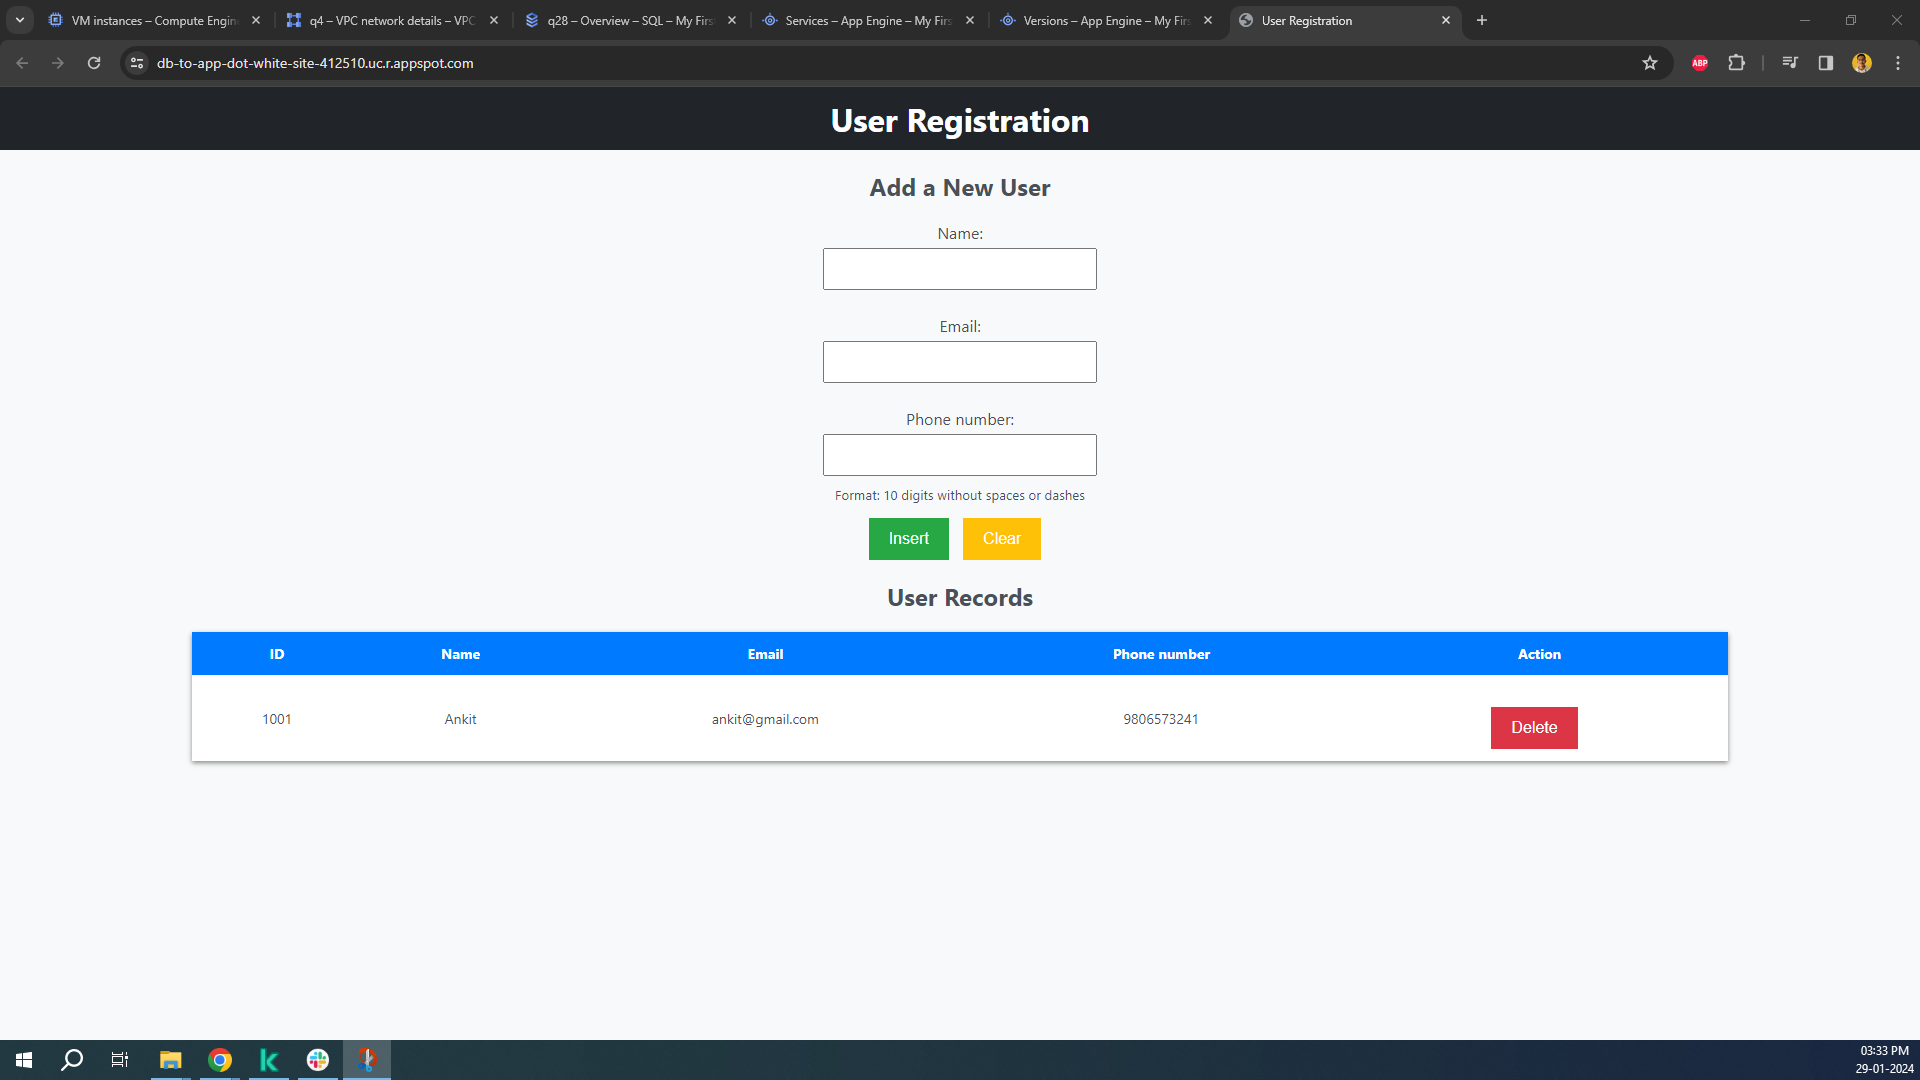 VM instances – Compute Engin
q4 – VPC network details – VPC
q28 – Overview – SQL – My Firs
Services – App Engine – My Firs
Versions – App Engine – My Firs
User Registration
db-to-app-dot-white-site-412510.uc.r.appspot.com
ABP
User Registration
Add a New User
Name:
Email:
Phone number:
Format: 10 digits without spaces or dashes
Insert Clear
User Records
ID Name Email Phone number Action
1001 Ankit ankit@gmail.com 9806573241 Delete
03:33 PM
29-01-2024